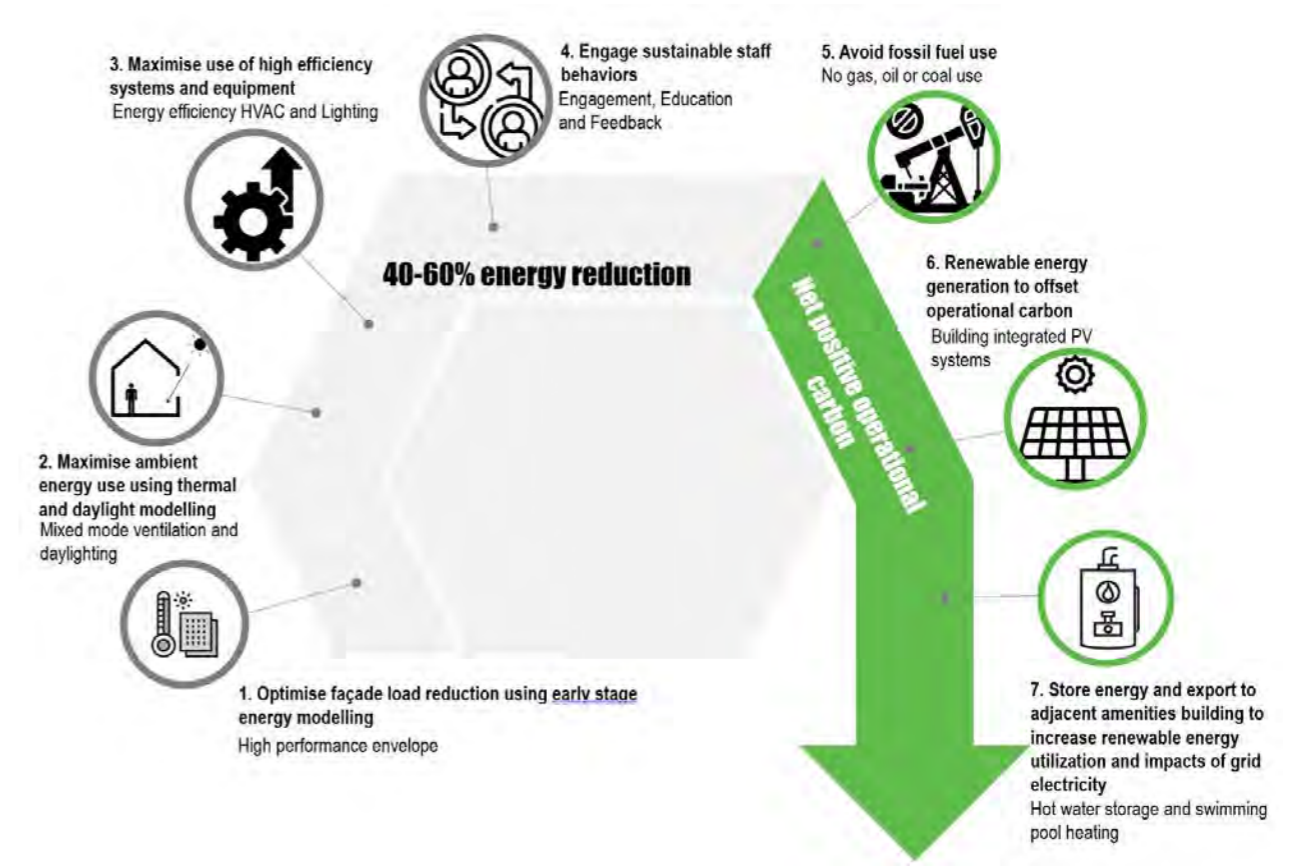 3. Maximise use of high efficiency
systems and equipment
Energy efficiency HVAC and Lighting
4. Engage sustainable staff
behaviors
Engagement, Education
and Feedback
5. Avoid fossil fuel use
No gas, oil or coal use
40-60% energy reduction
Net positive operational
carbon
6. Renewable energy
generation to offset
operational carbon
Building integrated PV
systems
2. Maximise ambient
energy use using thermal
and daylight modelling
Mixed mode ventilation and
daylighting
1. Optimise façade load reduction using early stage
energy modelling
High performance envelope
7. Store energy and export to
adjacent amenities building to
increase renewable energy
utilization and impacts of grid
electricity
Hot water storage and swimming
pool heating